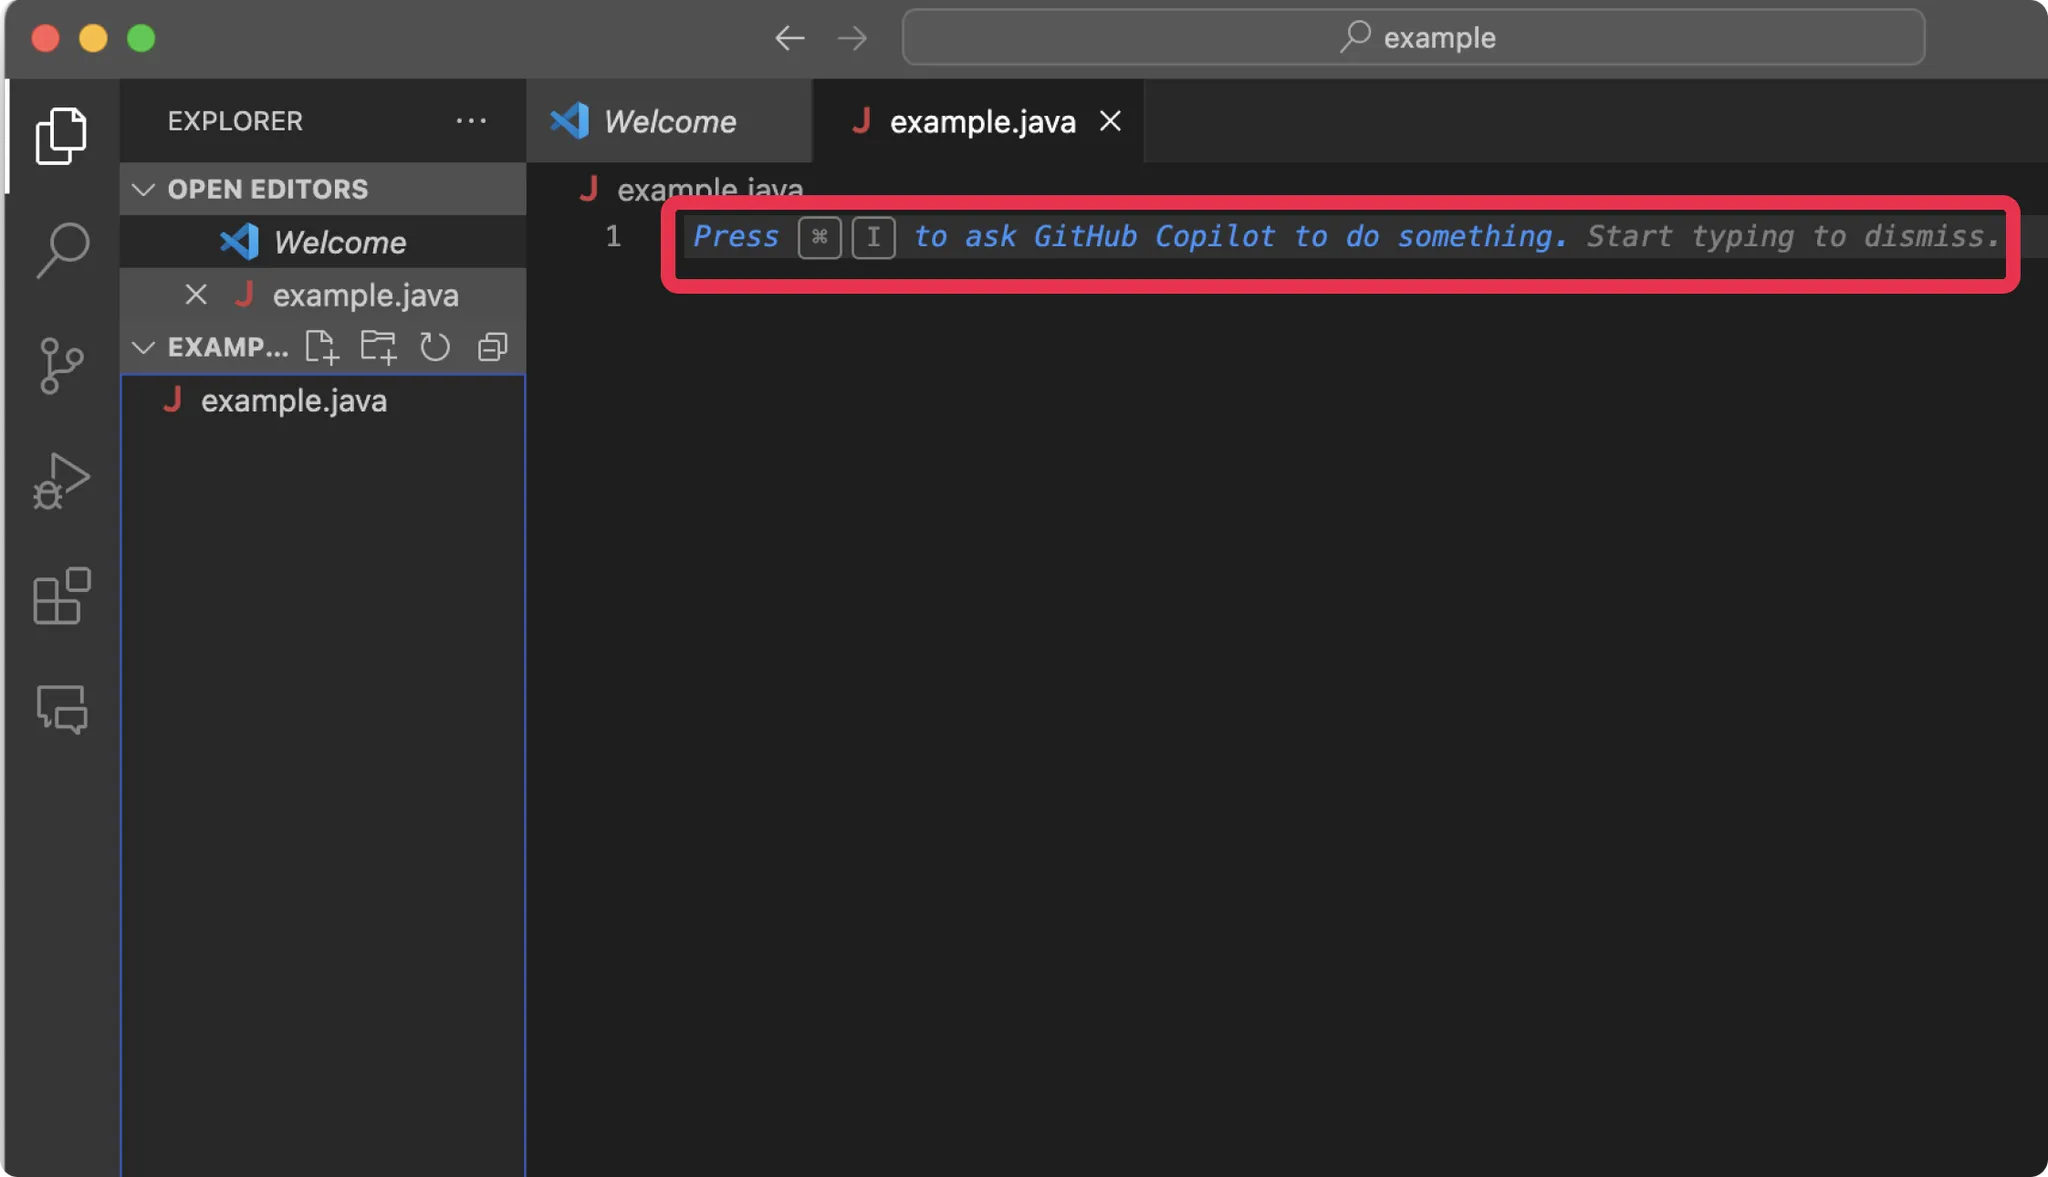 example
EXPLORER ···
Welcome
example.java
OPEN EDITORS
Welcome
example.java
EXAMP...
example.java
example.java
1 Press ⌘ I to ask GitHub Copilot to do something. Start typing to dismiss.